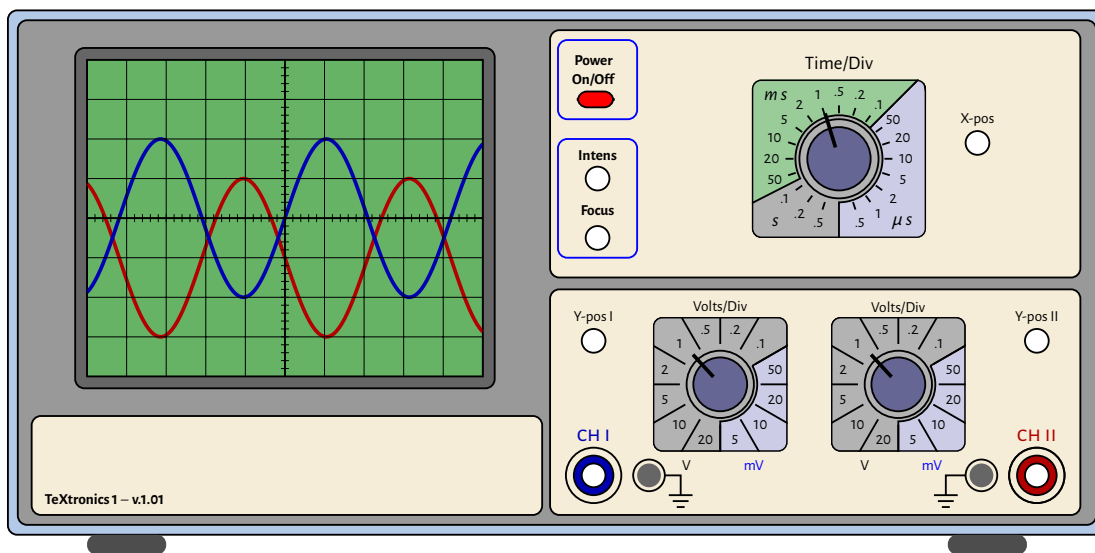 Power
On/Off
Intens
Focus
Time/Div
ms
s
μs
1 .5 .2 .1
2
5
10
20
50
.1 .2 .5
50
20
10
5
2
1
.5
X-pos
Y-pos I
Volts/Div
.5 .2
1 .1
2 50
5 20
10 10
20 5
V mV
Volts/Div
.5 .2
1 .1
2 50
5 20
10 10
20 5
V mV
Y-pos II
CH I
CH II
TeXtronics 1 – v.1.01